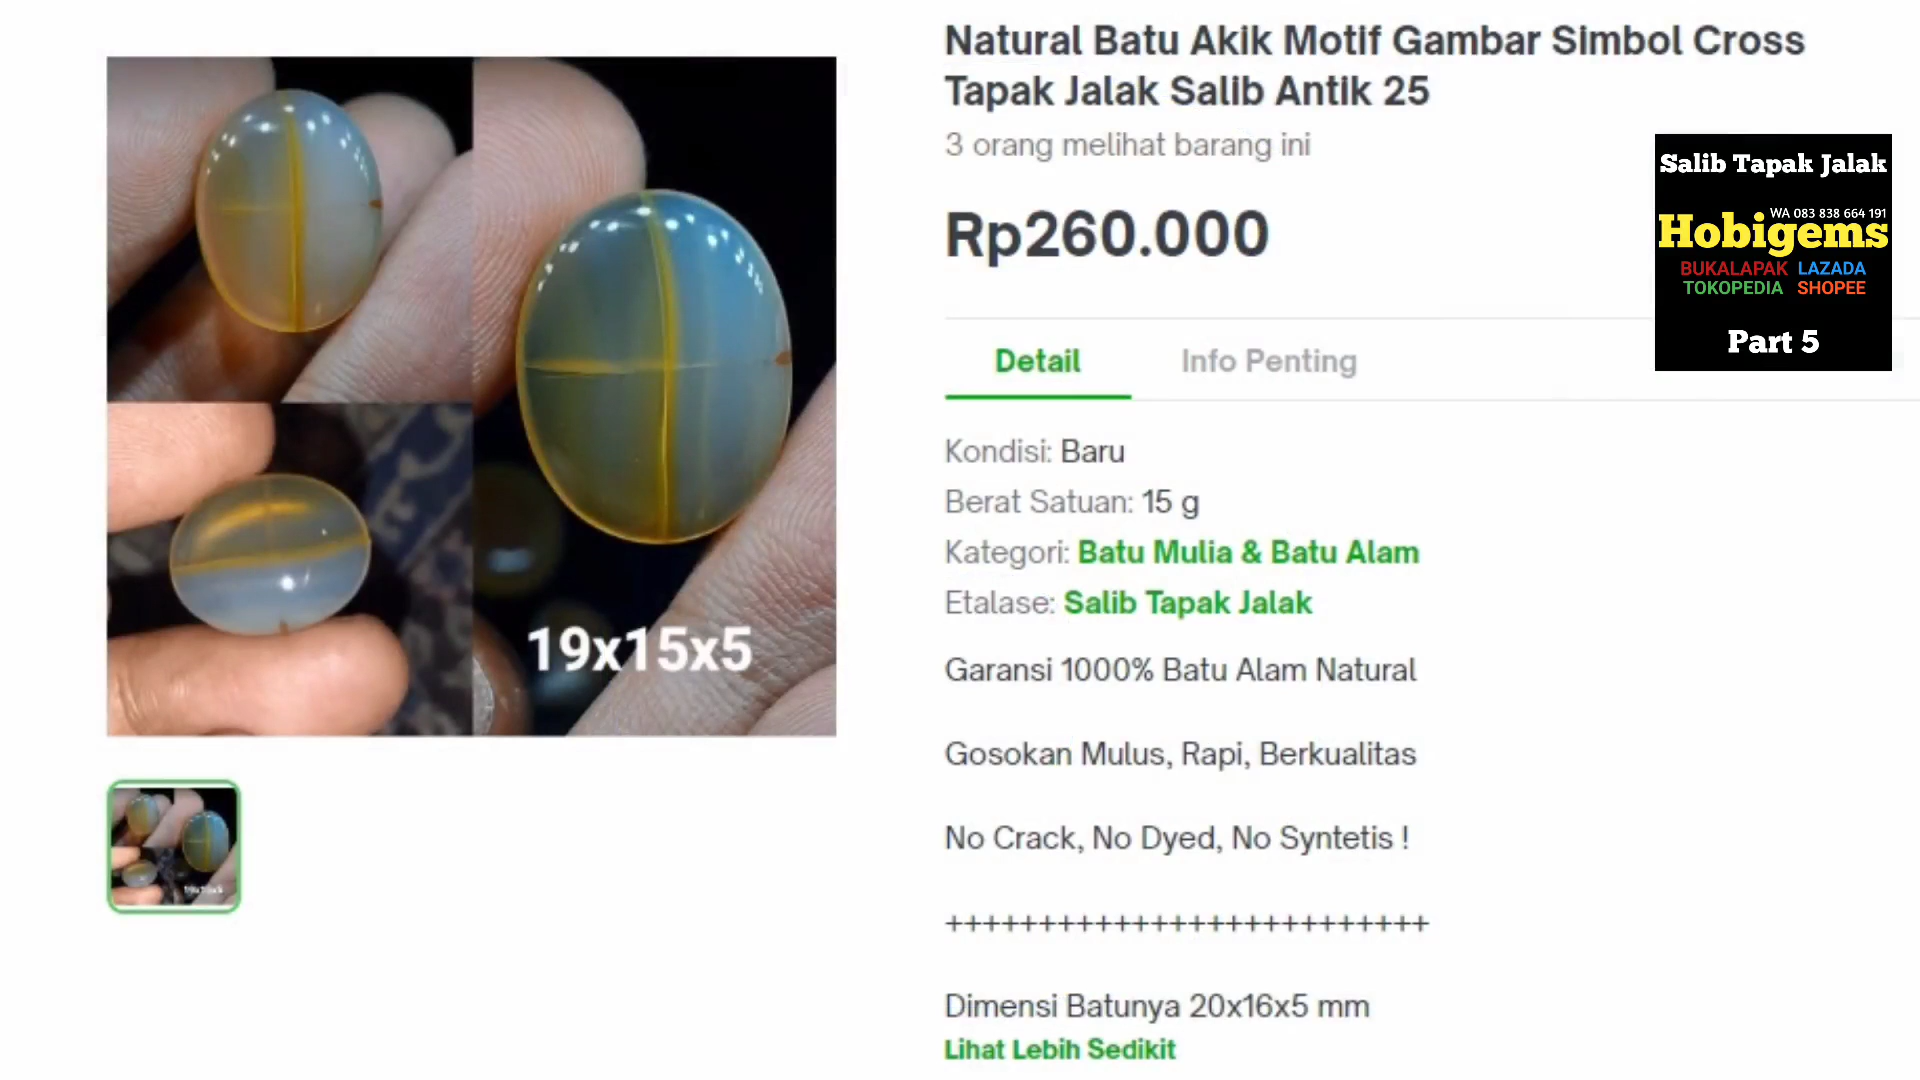 Natural Batu Akik Motif Gambar Simbol Cross
Tapak Jalak Salib Antik 25
3 orang melihat barang ini
Rp260.000
Detail
Info Penting
Kondisi: Baru
Berat Satuan: 15 g
Kategori: Batu Mulia & Batu Alam
Etalase: Salib Tapak Jalak
Garansi 1000% Batu Alam Natural
Gosokan Mulus, Rapi, Berkualitas
No Crack, No Dyed, No Syntetis !
++++++++++++++++++++++++++
Dimensi Batunya 20x16x5 mm
Lihat Lebih Sedikit
19x15x5
19x15x5
Salib Tapak Jalak
WA 083 838 664 191
Hobigems
BUKALAPAK LAZADA
TOKOPEDIA SHOPEE
Part 5